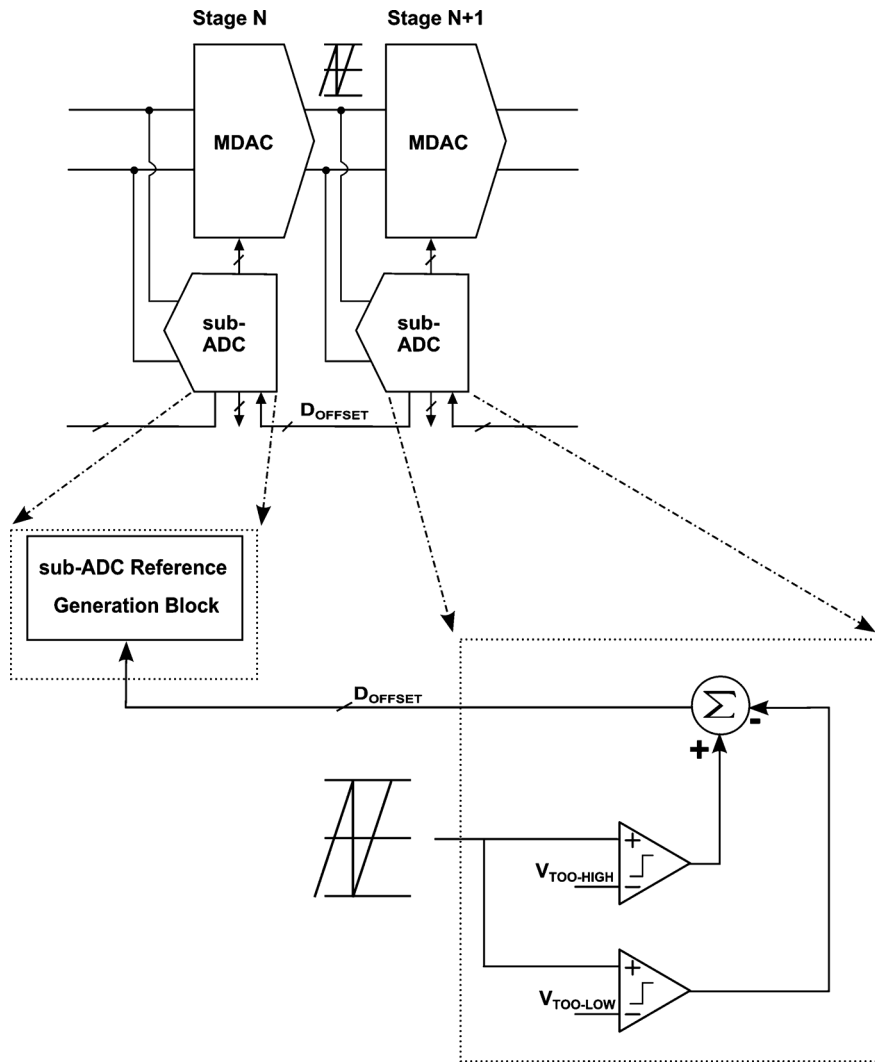 Stage N
Stage N+1
MDAC
MDAC
sub-
ADC
sub-
ADC
DOFFSET
sub-ADC Reference
Generation Block
DOFFSET
Σ
-
+
+
VTOO-HIGH
-
+
VTOO-LOW
-